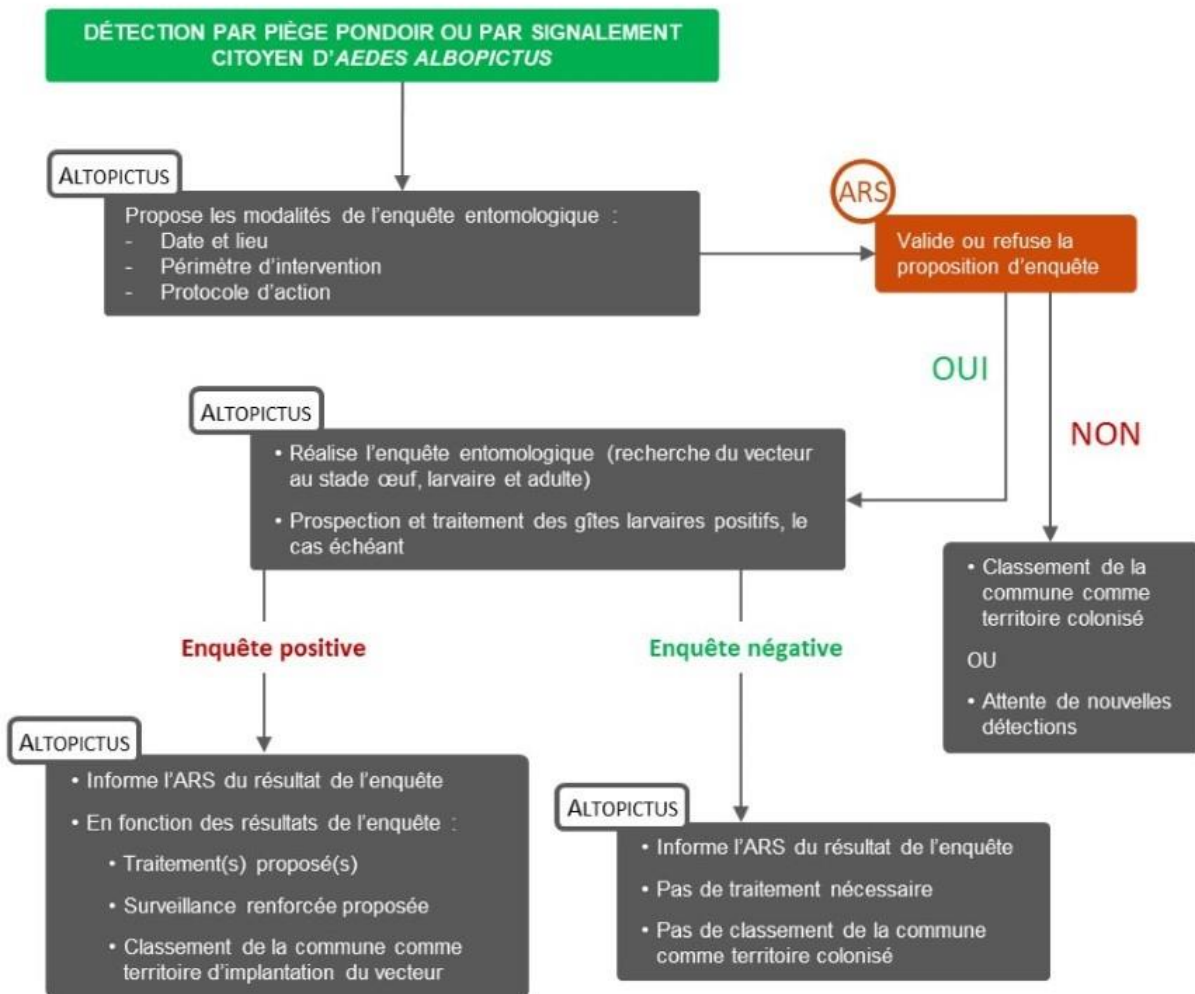 DÉTECTION PAR PIÈGE PONDOIR OU PAR SIGNALEMENT
CITOYEN D'AEDES ALBOPICTUS
ALTOPICTUS
Propose les modalités de l'enquête entomologique :
- Date et lieu
- Périmètre d'intervention
- Protocole d'action
ARS
Valide ou refuse la
proposition d'enquête
OUI
NON
ALTOPICTUS
• Réalise l'enquête entomologique (recherche du vecteur
au stade œuf, larvaire et adulte)
• Prospection et traitement des gîtes larvaires positifs, le
cas échéant
• Classement de la
commune comme
territoire colonisé
OU
• Attente de nouvelles
détections
Enquête positive
Enquête négative
ALTOPICTUS
• Informe l'ARS du résultat de l'enquête
• En fonction des résultats de l'enquête :
• Traitement(s) proposé(s)
• Surveillance renforcée proposée
• Classement de la commune comme
territoire d'implantation du vecteur
ALTOPICTUS
• Informe l'ARS du résultat de l'enquête
• Pas de traitement nécessaire
• Pas de classement de la commune
comme territoire colonisé